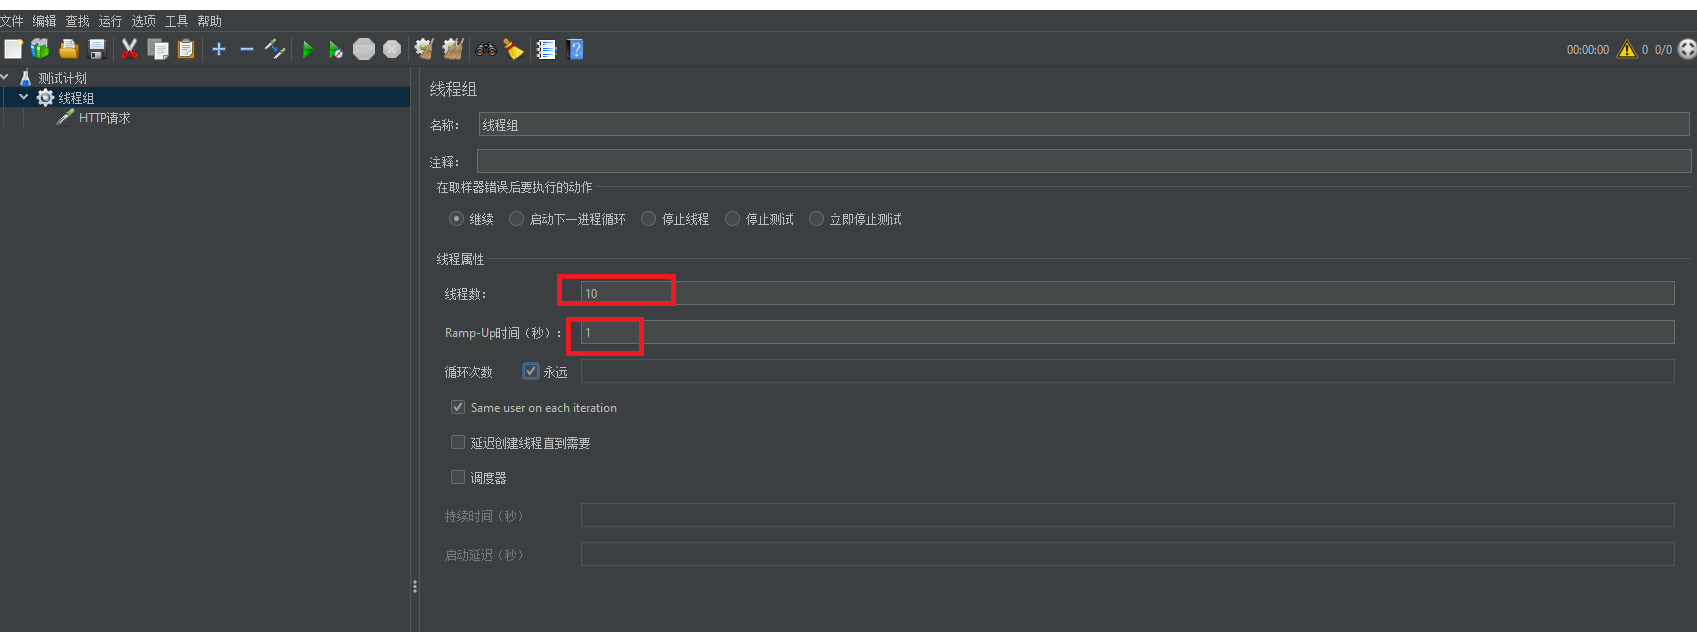 文件 编辑 查找 运行 选项 工具 帮助
00:00:00 0 0/0
测试计划
线程组
HTTP请求
线程组
名称： 线程组
注释：
在取样器错误后要执行的动作
继续 启动下一进程循环 停止线程 停止测试 立即停止测试
线程属性
线程数： 10
Ramp-Up时间（秒）： 1
循环次数 永远
Same user on each iteration
延迟创建线程直到需要
调度器
持续时间（秒）
启动延迟（秒）